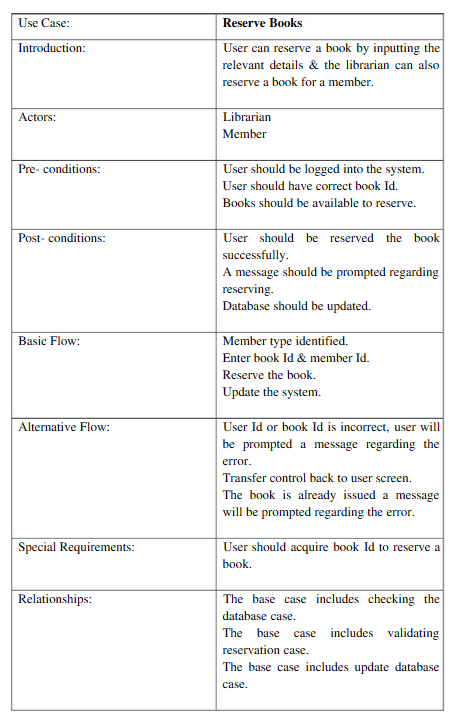 Use Case: Reserve Books
Introduction: User can reserve a book by inputting the
relevant details & the librarian can also
reserve a book for a member.
Actors: Librarian
Member
Pre- conditions: User should be logged into the system.
User should have correct book Id.
Books should be available to reserve.
Post- conditions: User should be reserved the book
successfully.
A message should be prompted regarding
reserving.
Database should be updated.
Basic Flow: Member type identified.
Enter book Id & member Id.
Reserve the book.
Update the system.
Alternative Flow: User Id or book Id is incorrect, user will
be prompted a message regarding the
error.
Transfer control back to user screen.
The book is already issued a message
will be prompted regarding the error.
Special Requirements: User should acquire book Id to reserve a
book.
Relationships: The base case includes checking the
database case.
The base case includes validating
reservation case.
The base case includes update database
case.